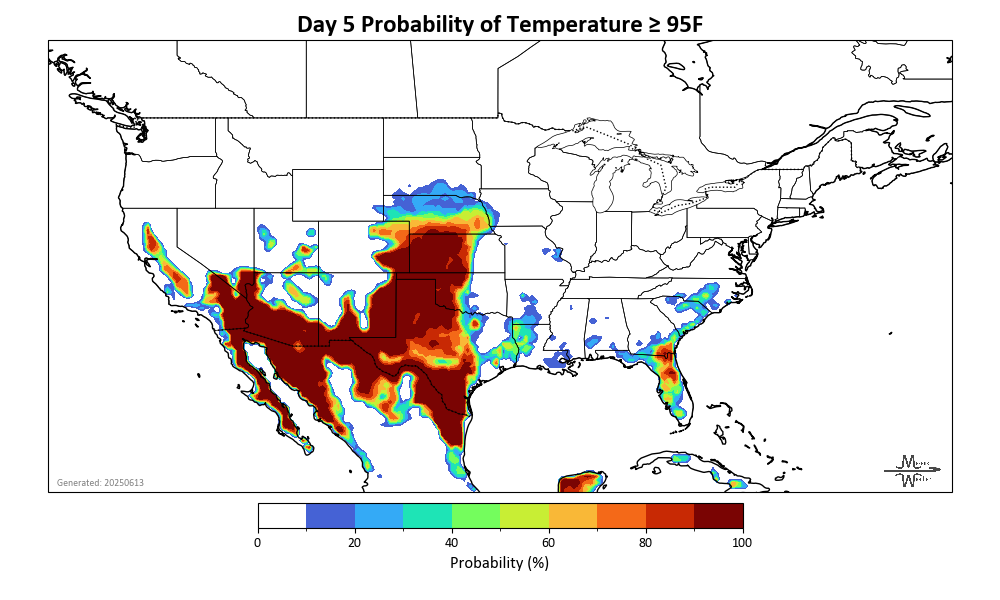 Day 5 Probability of Temperature ≥ 95F
Generated: 20250613
0 20 40 60 80 100
Probability (%)